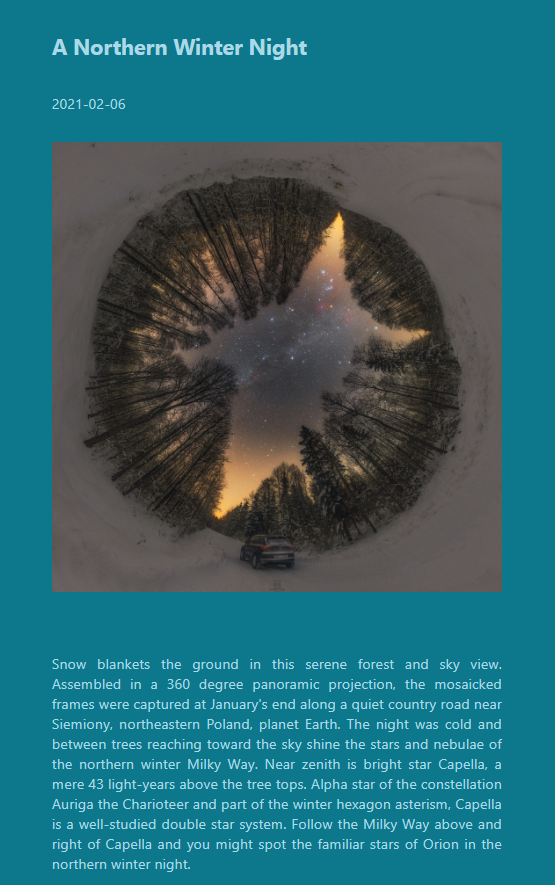 A Northern Winter Night
2021-02-06
Snow blankets the ground in this serene forest and sky view.
Assembled in a 360 degree panoramic projection, the mosaicked
frames were captured at January's end along a quiet country road near
Siemiony, northeastern Poland, planet Earth. The night was cold and
between trees reaching toward the sky shine the stars and nebulae of
the northern winter Milky Way. Near zenith is bright star Capella, a
mere 43 light-years above the tree tops. Alpha star of the constellation
Auriga the Charioteer and part of the winter hexagon asterism, Capella
is a well-studied double star system. Follow the Milky Way above and
right of Capella and you might spot the familiar stars of Orion in the
northern winter night.